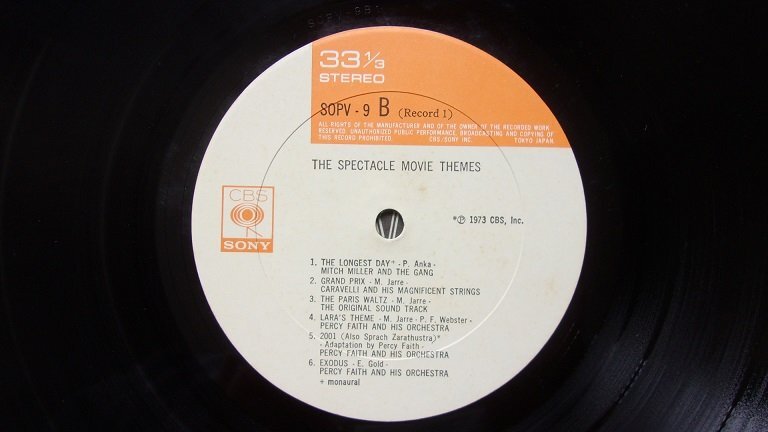 SOPV-9B1
33 1/3
STEREO
SOPV - 9 B (Record 1)
ALL RIGHTS OF THE MANUFACTURER AND OF THE OWNER OF THE RECORDED WORK
RESERVED. UNAUTHORIZED PUBLIC PERFORMANCE, BROADCASTING AND COPYING OF
THIS RECORD PROHIBITED. CBS/SONY INC. TOKYO JAPAN
THE SPECTACLE MOVIE THEMES
CBS
SONY
*℗ 1973 CBS, Inc.
1. THE LONGEST DAY+ - P. Anka -
MITCH MILLER AND THE GANG
2. GRAND PRIX - M. Jarre -
CARAVELLI AND HIS MAGNIFICENT STRINGS
3. THE PARIS WALTZ - M. Jarre -
THE ORIGINAL SOUND TRACK
4. LARA'S THEME - M. Jarre - P. F. Webster -
PERCY FAITH AND HIS ORCHESTRA
5. 2001 (Also Sprach Zarathustra)*
- Adaptation by Percy Faith -
PERCY FAITH AND HIS ORCHESTRA
6. EXODUS - E. Gold -
PERCY FAITH AND HIS ORCHESTRA
+ monaural